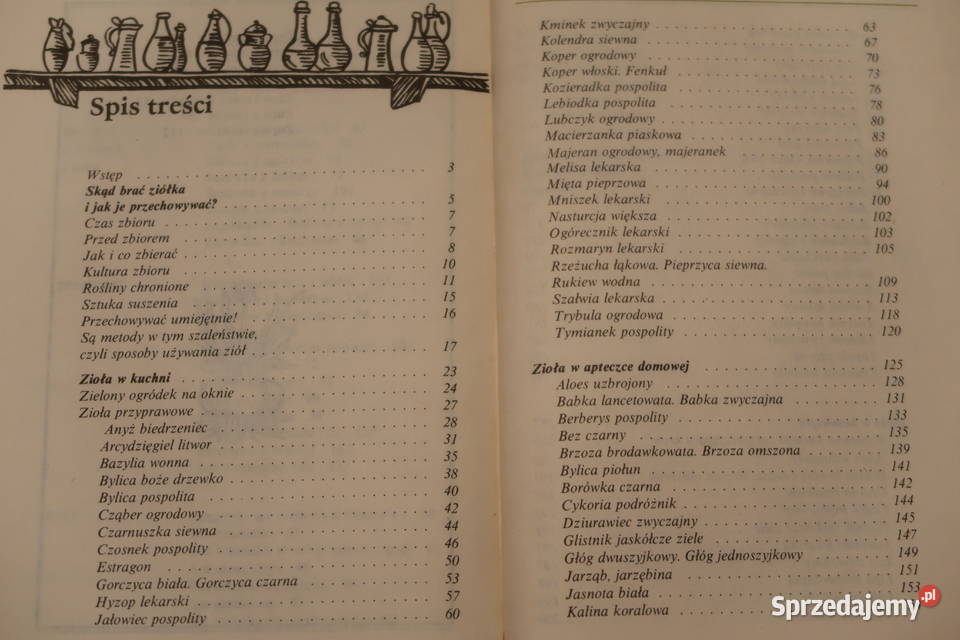 Spis treści
Wstęp 3
Skąd brać ziółka
i jak je przechowywać? 5
Czas zbioru 7
Przed zbiorem 7
Jak i co zbierać 8
Kultura zbioru 10
Rośliny chronione 11
Sztuka suszenia 15
Przechowywać umiejętnie! 16
Są metody w tym szaleństwie,
czyli sposoby używania ziół 17
Zioła w kuchni 23
Zielony ogródek na oknie 24
Zioła przyprawowe 27
Anyż biedrzeniec 28
Arcydzięgiel litwor 31
Bazylia wonna 35
Bylica boże drzewko 38
Bylica pospolita 40
Cząber ogrodowy 42
Czarnuszka siewna 44
Czosnek pospolity 46
Estragon 50
Gorczyca biała. Gorczyca czarna 53
Hyzop lekarski 57
Jałowiec pospolity 60
Kminek zwyczajny 63
Kolendra siewna 67
Koper ogrodowy 70
Koper włoski. Fenkuł 73
Kozieradka pospolita 76
Lebiodka pospolita 78
Lubczyk ogrodowy 80
Macierzanka piaskowa 83
Majeran ogrodowy, majeranek 86
Melisa lekarska 90
Mięta pieprzowa 94
Mniszek lekarski 100
Nasturcja większa 102
Ogórecznik lekarski 103
Rozmaryn lekarski 105
Rzeżucha łąkowa. Pieprzyca siewna.
Rukiew wodna 109
Szałwia lekarska 113
Trybula ogrodowa 118
Tymianek pospolity 120
Zioła w apteczce domowej 125
Aloes uzbrojony 128
Babka lancetowata. Babka zwyczajna 131
Berberys pospolity 133
Bez czarny 135
Brzoza brodawkowata. Brzoza omszona 139
Bylica piołun 141
Borówka czarna 142
Cykoria podróżnik 144
Dziurawiec zwyczajny 145
Glistnik jaskółcze ziele 147
Głóg dwuszyjkowy. Głóg jednoszyjkowy 149
Jarząb, jarzębina 151
Jasnota biała 153
Kalina koralowa
Sprzedajemy.pl